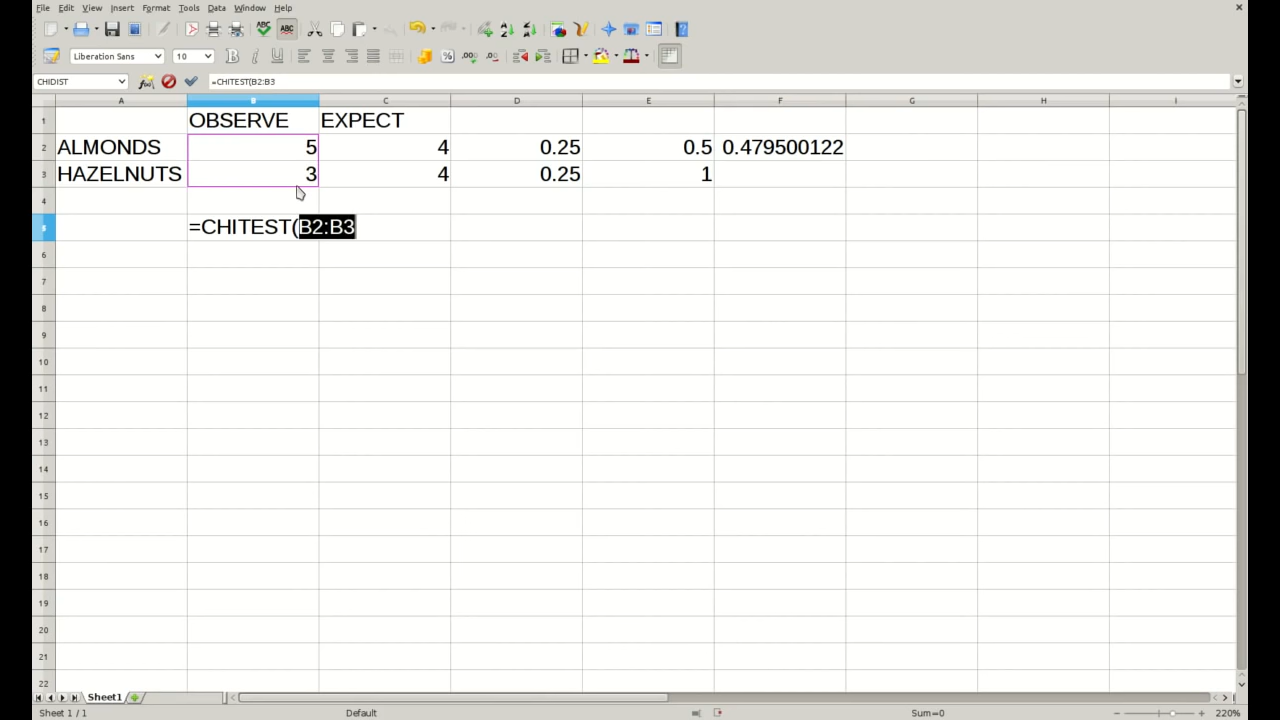 File Edit View Insert Format Tools Data Window Help
Liberation Sans 10
CHIDIST =CHITEST(B2:B3
A B C D E F G H I
1 OBSERVE EXPECT
2 ALMONDS 5 4 0.25 0.5 0.479500122
3 HAZELNUTS 3 4 0.25 1
4
5 =CHITEST(B2:B3
6
7
8
9
10
11
12
13
14
15
16
17
18
19
20
21
22
Sheet1
Sheet 1 / 1 Default Sum=0 220%